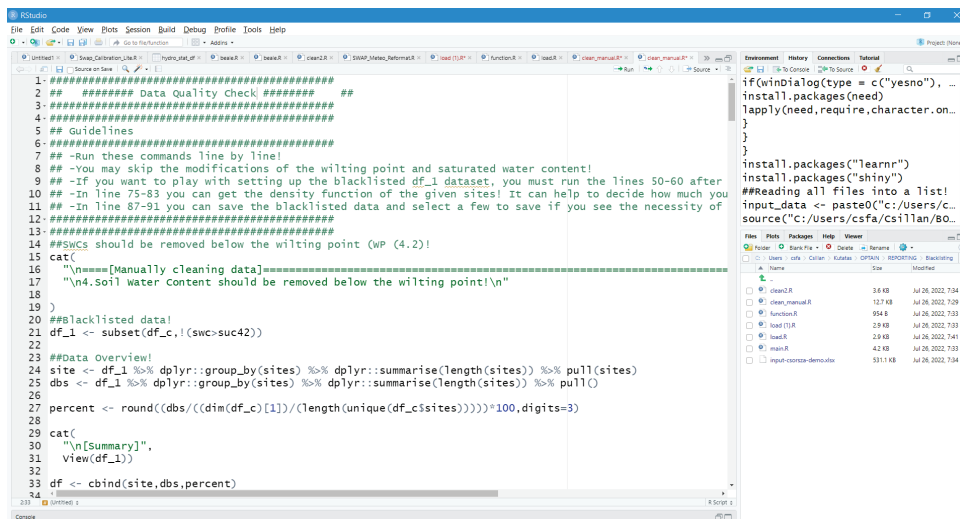 RStudio
File Edit Code View Plots Session Build Debug Profile Tools Help
Go to file/function Addins Project: (None
Untitled1 × Swap_Calibration_Lite.R × hydro_stat_df × beale.R × beale.R × clean2.R × SWAP_Meteo_Reformat.R × load (1).R* × function.R × load.R × clean_manual.R* × clean_manual.R* ×
Source on Save Run Source
1 ############################################
2 ## ######## Data Quality Check ######## ##
3 ############################################
4 ############################################
5 ## Guidelines
6 ############################################
7 ## -Run these commands line by line!
8 ## -You may skip the modifications of the wilting point and saturated water content!
9 ## -If you want to play with setting up the blacklisted df_1 dataset, you must run the lines 50-60 after
10 ## -In line 75-83 you can get the density function of the given sites! It can help to decide how much you
11 ## -In line 87-91 you can save the blacklisted data and select a few to save if you see the necessity of
12 ############################################
13 ############################################
14 ##SWCs should be removed below the wilting point (WP (4.2)!
15 cat(
16 "\n====[Manually cleaning data]========================================================================
17 "\n4.Soil Water Content should be removed below the wilting point!\n"
18
19 )
20 ##Blacklisted data!
21 df_1 <- subset(df_c,!(swc>suc42))
22
23 ##Data Overview!
24 site <- df_1 %>% dplyr::group_by(sites) %>% dplyr::summarise(length(sites)) %>% pull(sites)
25 dbs <- df_1 %>% dplyr::group_by(sites) %>% dplyr::summarise(length(sites)) %>% pull()
26
27 percent <- round((dbs/((dim(df_c)[1])/(length(unique(df_c$sites)))))*100,digits=3)
28
29 cat(
30 "\n[Summary]",
31 View(df_1))
32
33 df <- cbind(site,dbs,percent)
34
2:33 (Untitled) R Script
Console
Environment History Connections Tutorial
To Console To Source
if(winDialog(type = c("yesno"), …
install.packages(need)
lapply(need,require,character.on…
}
}
}
install.packages("learnr")
install.packages("shiny")
##Reading all files into a list!
input_data <- paste0("c:/users/c…
source("C:/Users/csfa/Csillan/BO…
Files Plots Packages Help Viewer
Folder Blank File Delete Rename
C: > Users > csfa > Csillan > Kutatas > OPTAIN > REPORTING > Blacklisting
Name Size Modified
..
clean2.R 3.6 KB Jul 26, 2022, 7:34
clean_manual.R 12.7 KB Jul 26, 2022, 7:29
function.R 954 B Jul 26, 2022, 7:33
load (1).R 2.9 KB Jul 26, 2022, 7:33
load.R 2.9 KB Jul 26, 2022, 7:41
main.R 4.2 KB Jul 26, 2022, 7:33
input-csorsza-demo.xlsx 531.1 KB Jul 26, 2022, 7:34